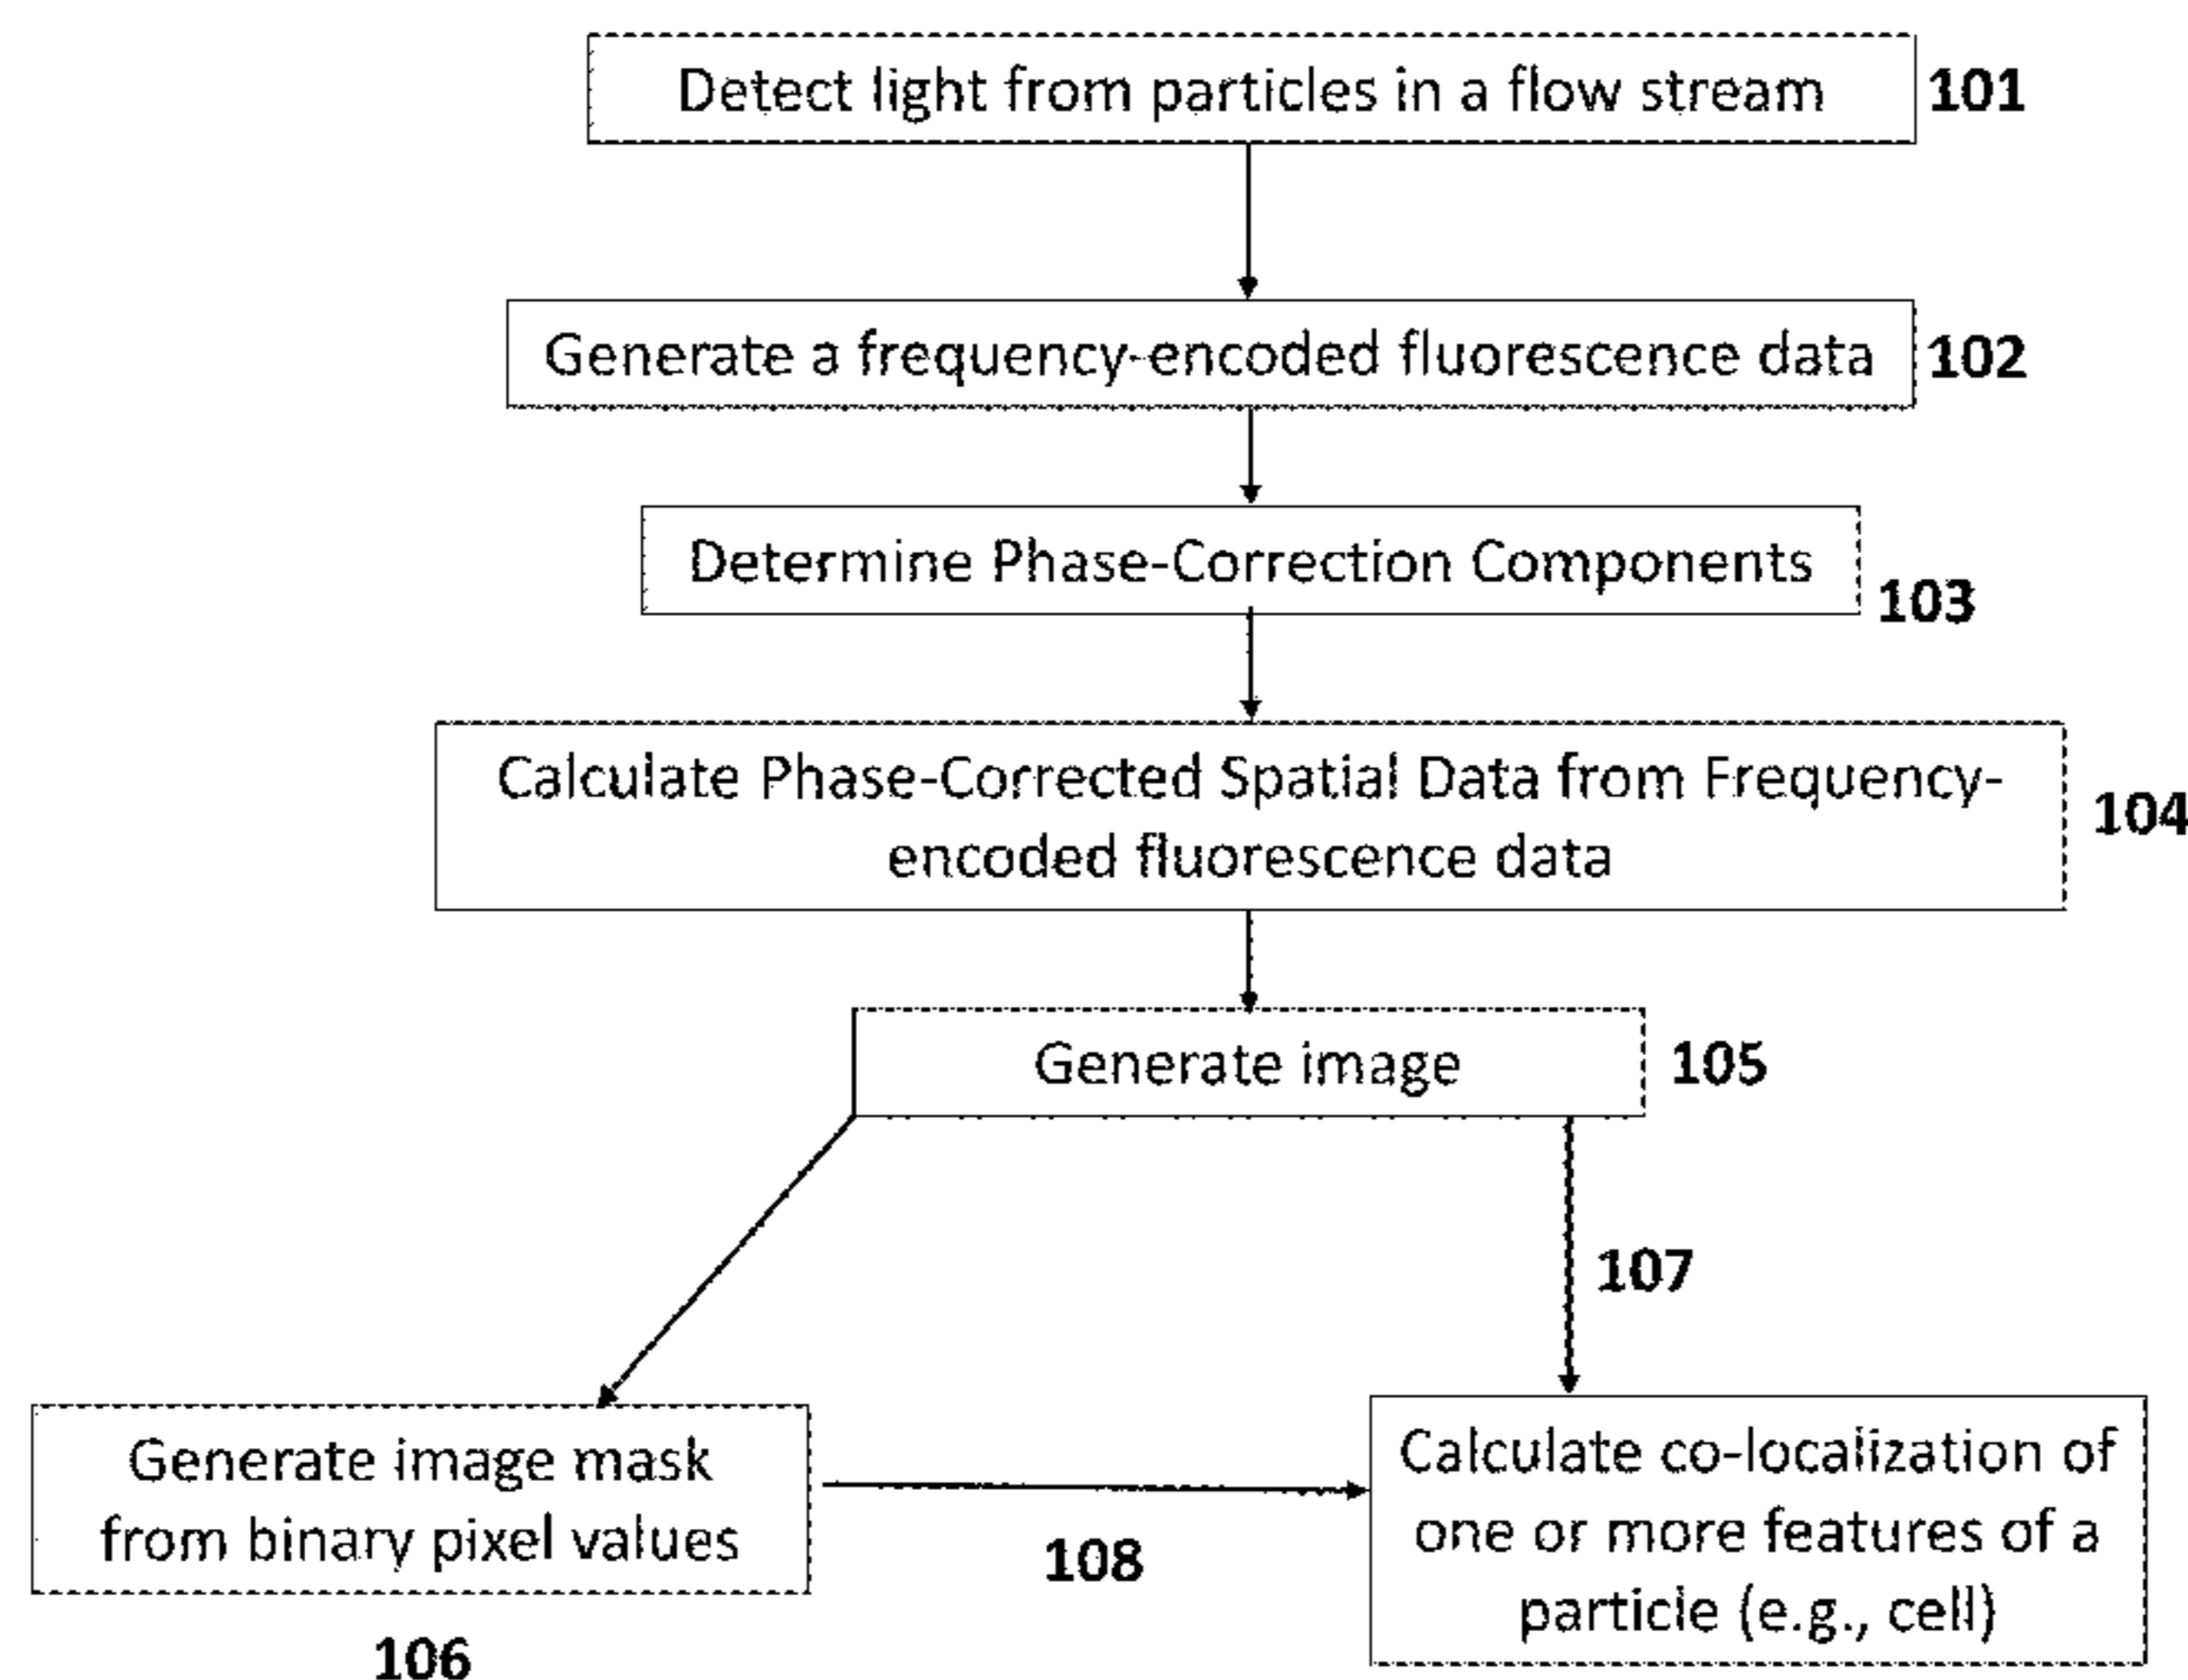 Detect light from particles in a flow stream 101
Generate a frequency-encoded fluorescence data 102
Determine Phase-Correction Components
103
Calculate Phase-Corrected Spatial Data from Frequency-
104
encoded fluorescence data
Generate image 105
107
Generate image mask
from binary pixel values
106
108
Calculate co-localization of
one or more features of a
particle (e.g., cell)